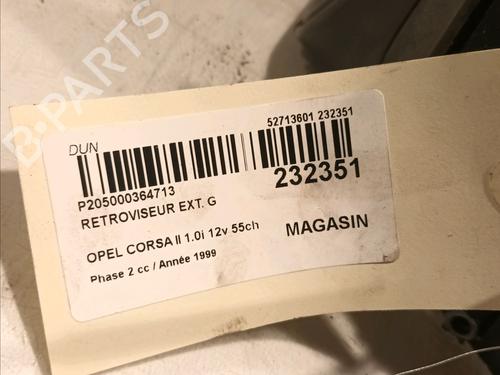 B-PARTS
DUN
52713601 232351
P205000364713
232351
RETROVISEUR EXT. G
OPEL CORSA II 1.0i 12v 55ch
MAGASIN
Phase 2 cc / Année 1999